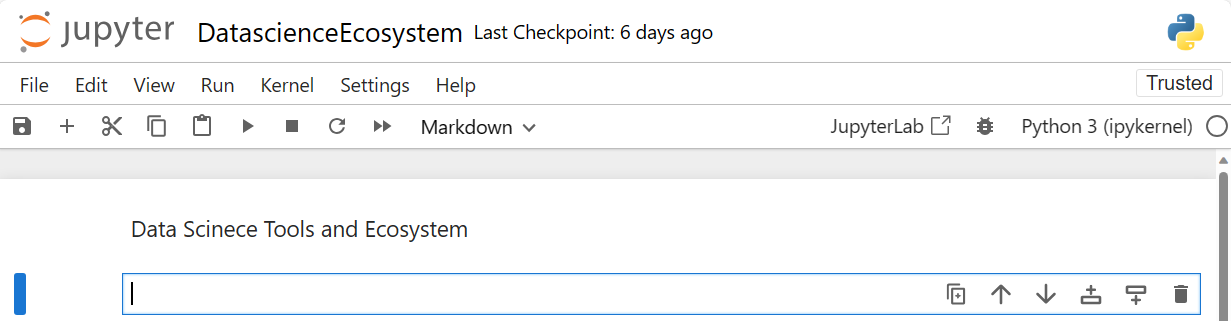 jupyter DatascienceEcosystem Last Checkpoint: 6 days ago
File Edit View Run Kernel Settings Help Trusted
Markdown JupyterLab Python 3 (ipykernel)
Data Scinece Tools and Ecosystem